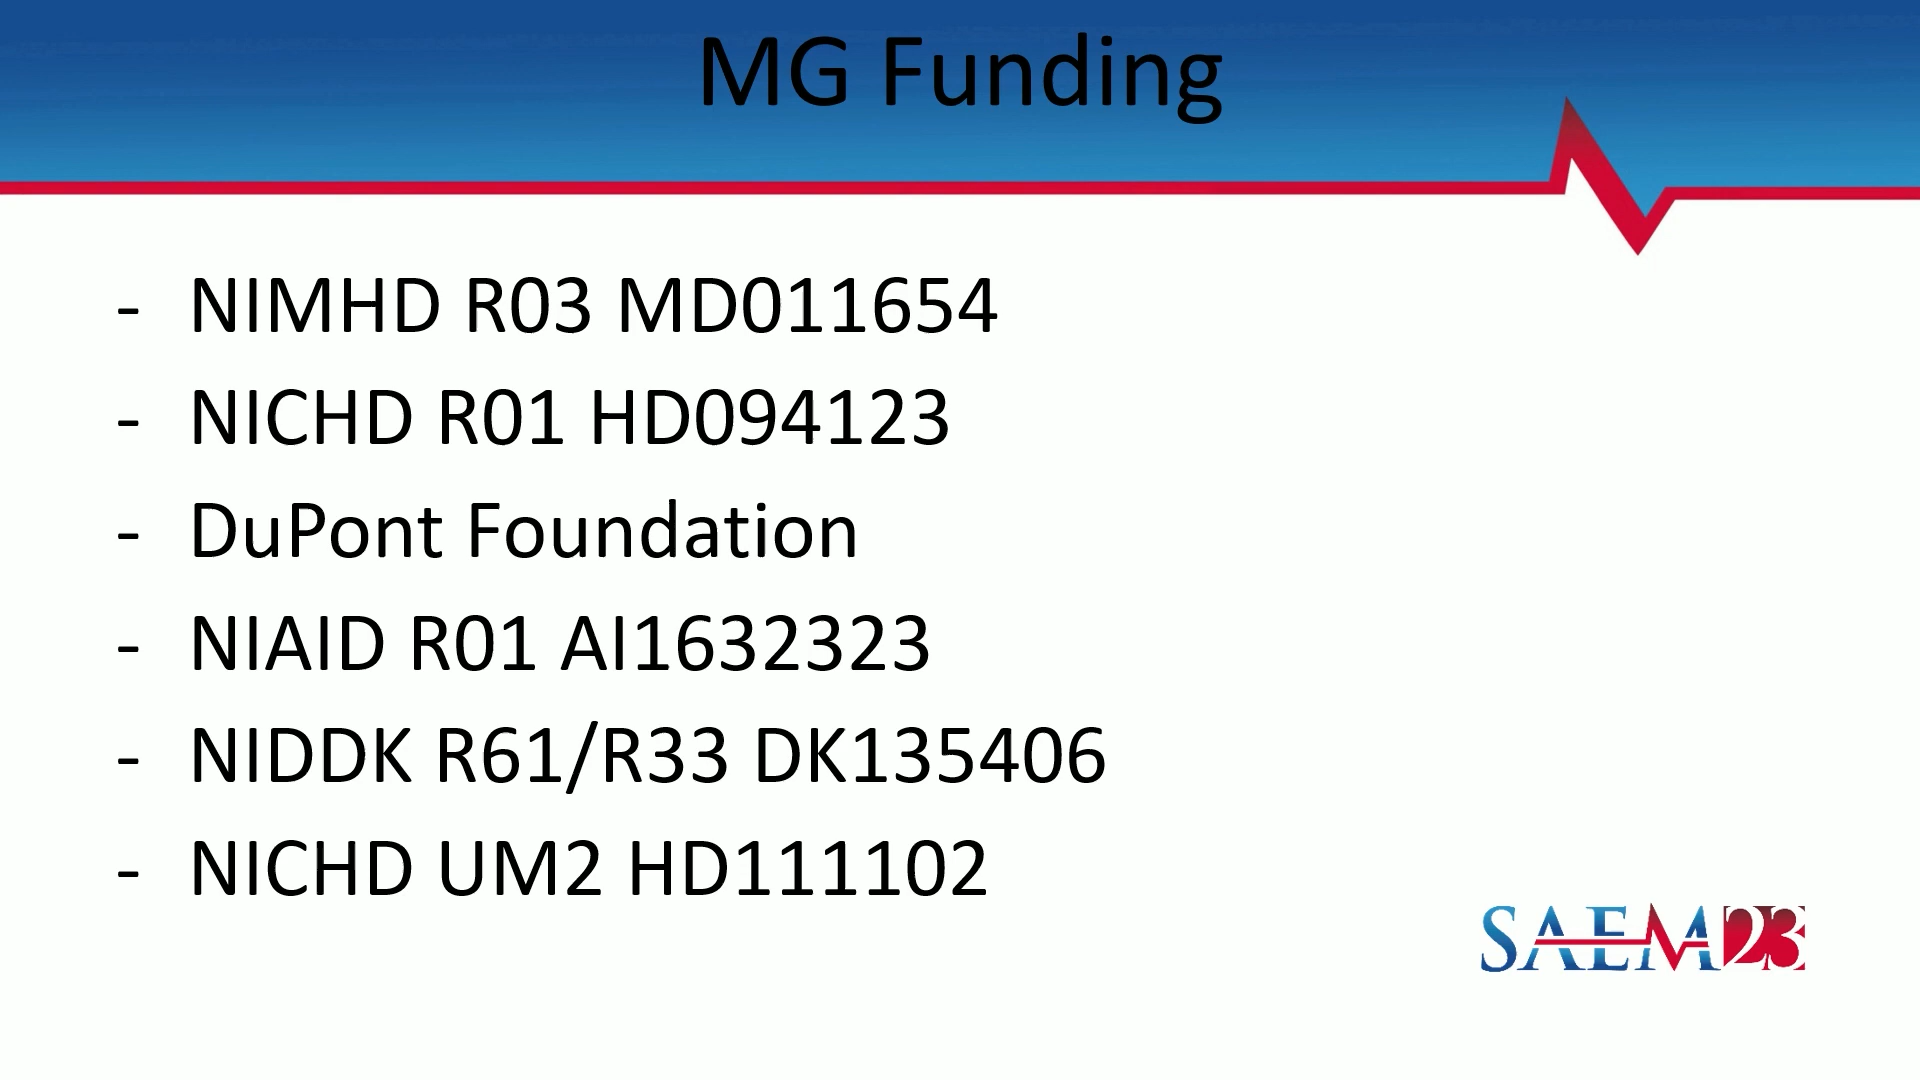 MG Funding
- NIMHD R03 MD011654
- NICHD R01 HD094123
- DuPont Foundation
- NIAID R01 AI1632323
- NIDDK R61/R33 DK135406
- NICHD UM2 HD111102
SAEM23